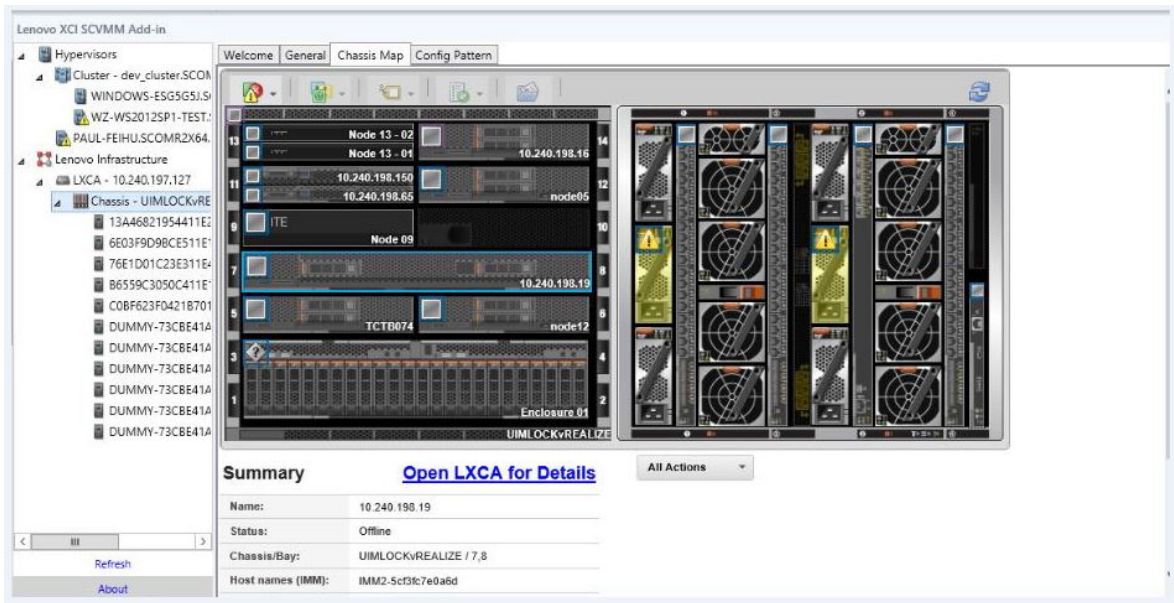 Lenovo XCI SCVMM Add-in
Hypervisors
Cluster - dev_cluster.SCOM
WINDOWS-ESG5G5J.S
WZ-WS2012SP1-TEST.
PAUL-FEIHU.SCOMR2X64.
Lenovo Infrastructure
LXCA - 10.240.197.127
Chassis - UIMLOCKvRE
13A46821954411E2
6E03F9D98CE511E
76E1D01C23E311E4
B6559C3050C411E
C0BF623F0421B701
DUMMY-73CBE41A
DUMMY-73CBE41A
DUMMY-73CBE41A
DUMMY-73CBE41A
DUMMY-73CBE41A
DUMMY-73CBE41A
Refresh
About
Welcome General Chassis Map Config Pattern
13 Node 13 - 02 14
Node 13 - 01 10.240.198.16
11 10.240.198.150 12
10.240.198.65 node05
9 ITE 10
Node 09
7 8
10.240.198.19
5 6
TCTB074 node12
3 4
1 2
Enclosure 01
UIMLOCKvREALIZE
Summary Open LXCA for Details
All Actions
Name: 10.240.198.19
Status: Offline
Chassis/Bay: UIMLOCKvREALIZE / 7,8
Host names (IMM): IMM2-5cf3fc7e0a6d